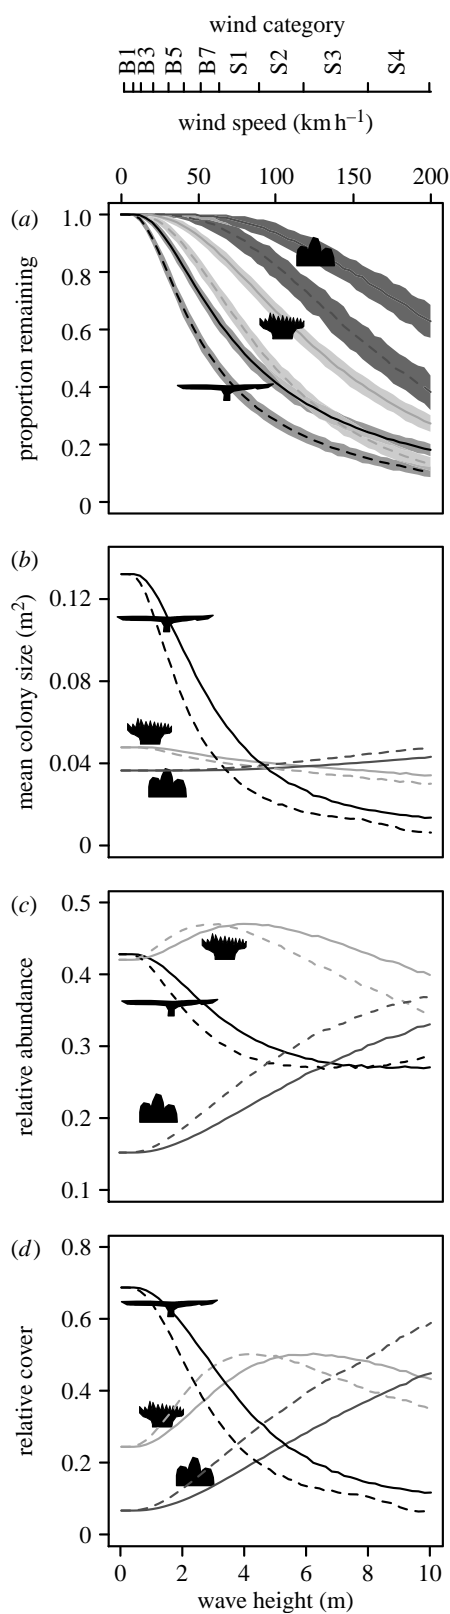 wind category
B1 B3 B5 B7 S1 S2 S3 S4
wind speed (km h–1)
0 50 100 150 200
(a)
1.0
0.8
0.6
0.4
0.2
0
proportion remaining
(b)
0.12
0.08
0.04
0
mean colony size (m2)
(c)
0.5
0.4
0.3
0.2
0.1
relative abundance
(d)
0.8
0.6
0.4
0.2
0
relative cover
0 2 4 6 8 10
wave height (m)